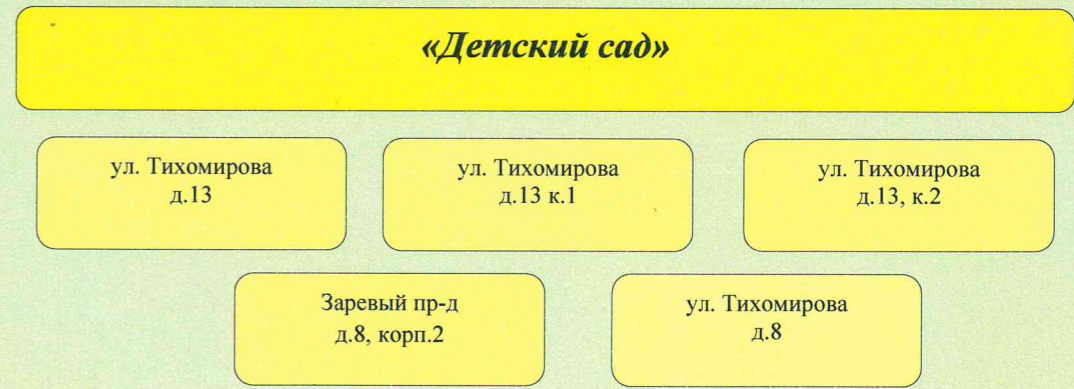 «Детский сад»
ул. Тихомирова
д.13
ул. Тихомирова
д.13 к.1
ул. Тихомирова
д.13, к.2
Заревый пр-д
д.8, корп.2
ул. Тихомирова
д.8